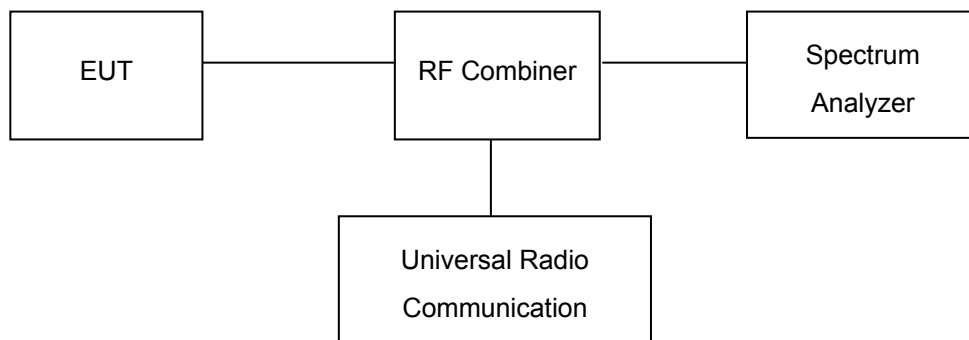 EUT
RF Combiner
Spectrum
Analyzer
Universal Radio
Communication